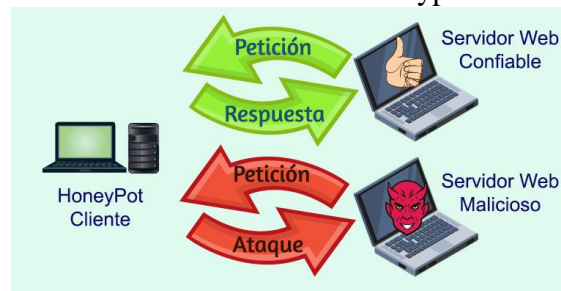 Petición
Servidor Web
Confiable
Respuesta
HoneyPot
Cliente
Petición
Servidor Web
Malicioso
Ataque